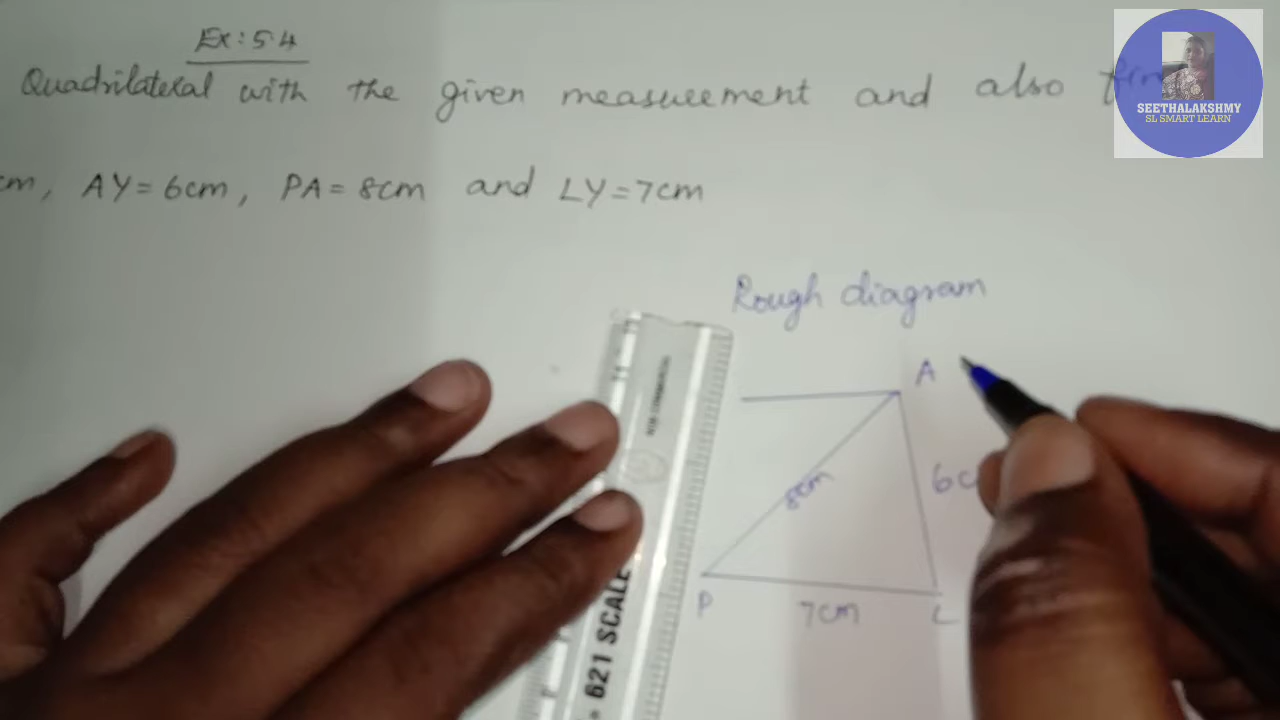 Ex: 5.4
Quadrilateral with the given measurement and also
cm, AY = 6cm, PA = 8cm and LY = 7cm
Rough diagram
A
8cm
6c
P
7cm
L
621 SCALE
SEETHALAKSHMY
SL SMART LEARN